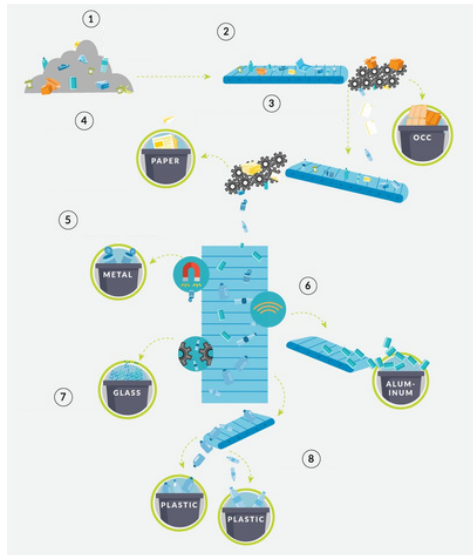 1
2
3
4
OCC
PAPER
5
METAL
6
7
GLASS
ALUM-
INUM
8
PLASTIC
PLASTIC